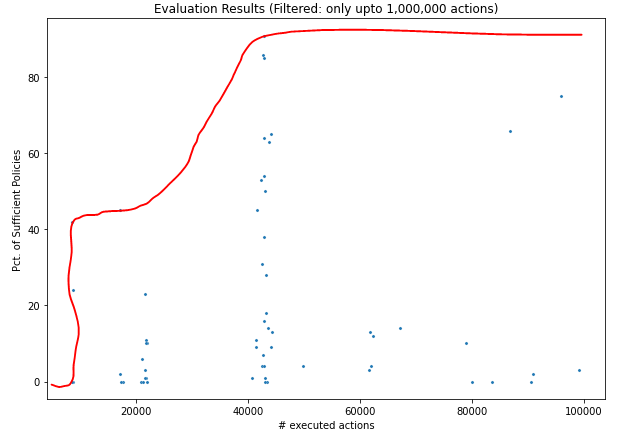 Evaluation Results (Filtered: only upto 1,000,000 actions)
Pct. of Sufficient Policies
80
60
40
20
0
20000 40000 60000 80000 100000
# executed actions